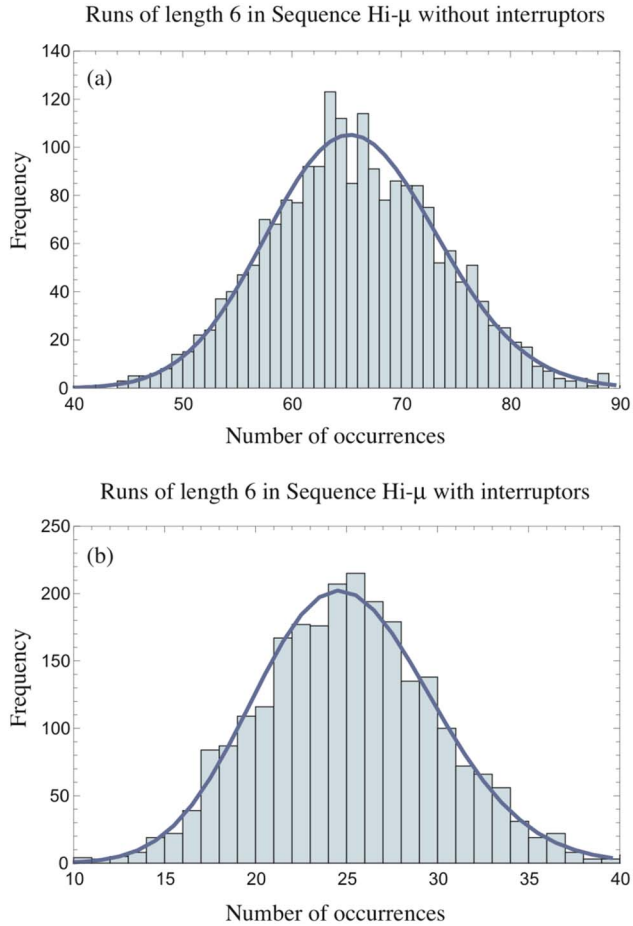 Runs of length 6 in Sequence Hi-μ without interruptors
140
(a)
120
100
80
60
40
20
0
Frequency
40 50 60 70 80 90
Number of occurrences
Runs of length 6 in Sequence Hi-μ with interruptors
250
(b)
200
150
100
50
0
Frequency
10 20 25 30 35 40
Number of occurrences